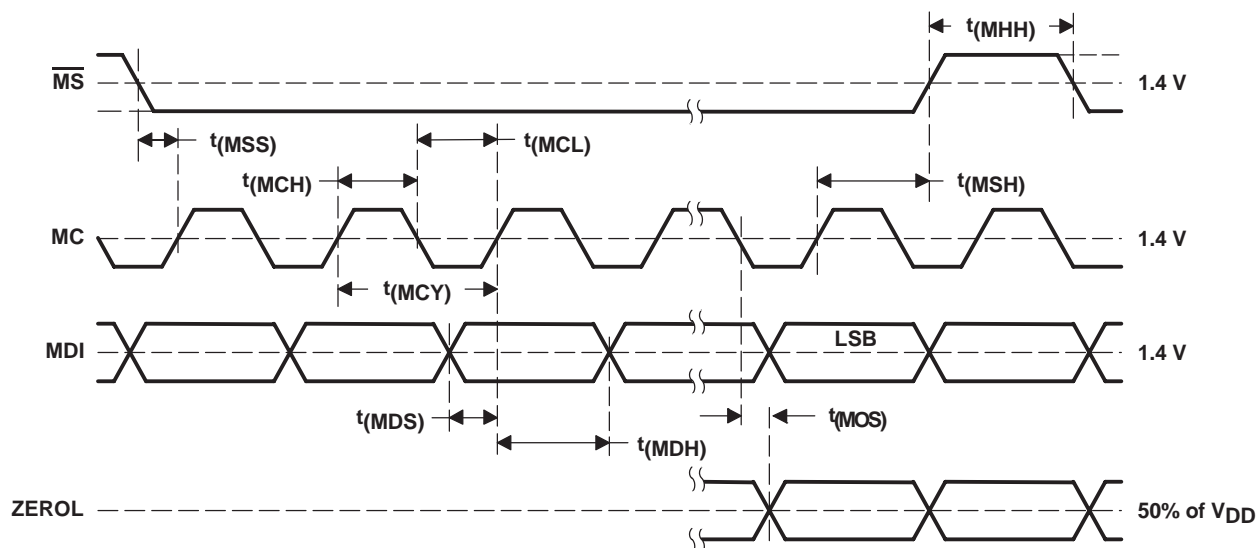 t(MHH)
MS
1.4 V
t(MSS)
t(MCL)
t(MCH)
t(MSH)
MC
1.4 V
t(MCY)
MDI
LSB
1.4 V
t(MDS)
t(MOS)
t(MDH)
ZEROL
50% of VDD